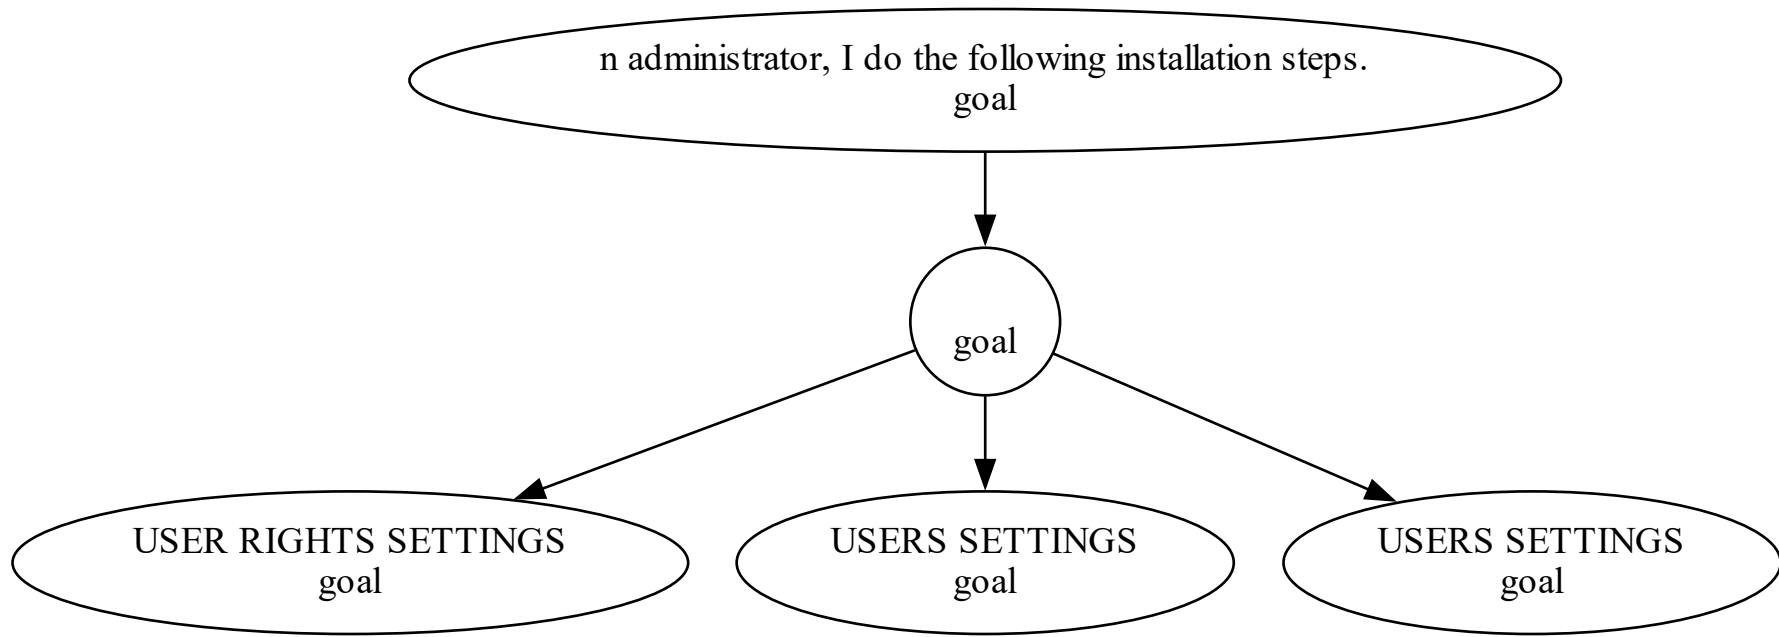 n administrator, I do the following installation steps.
goal
goal
USER RIGHTS SETTINGS
goal
USERS SETTINGS
goal
USERS SETTINGS
goal